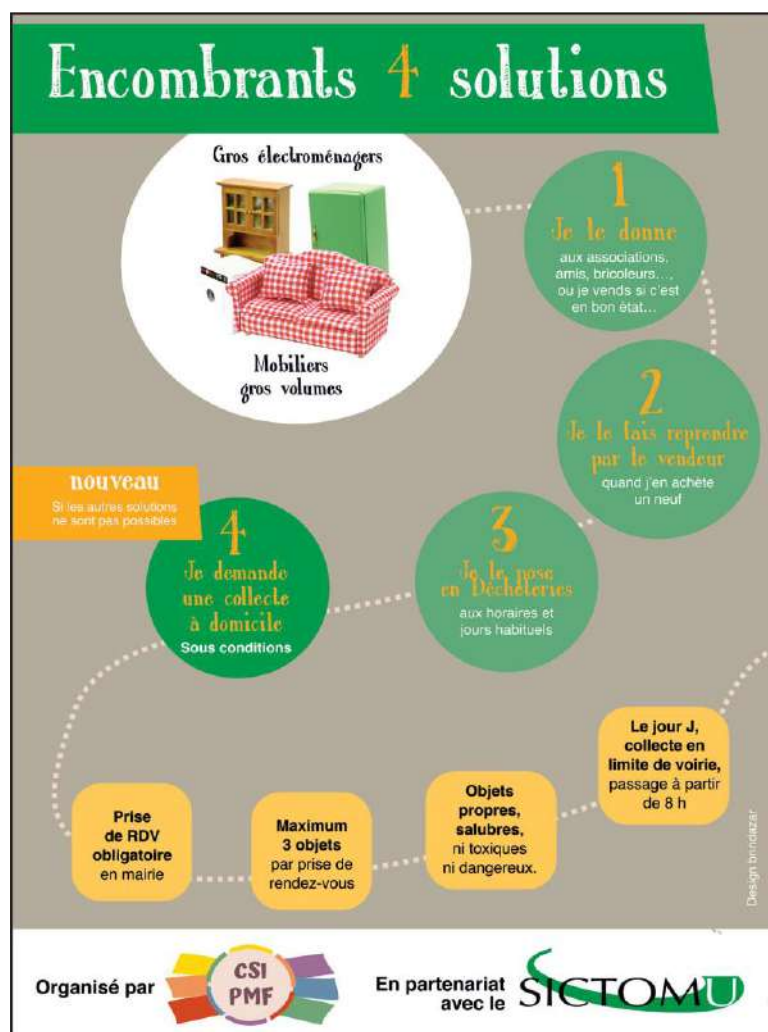 Encombrants 4 solutions
Gros électroménagers
Mobiliers
gros volumes
1
Je le donne
aux associations,
amis, bricoleurs...,
ou je vends si c'est
en bon état...
2
Je le fais reprendre
par le vendeur
quand j'en achète
un neuf
3
Je le pose
en Déchèteries
aux horaires et
jours habituels
nouveau
Si les autres solutions
ne sont pas possibles
4
Je demande
une collecte
à domicile
Sous conditions
Prise
de RDV
obligatoire
en mairie
Maximum
3 objets
par prise de
rendez-vous
Objets
propres,
salubres,
ni toxiques
ni dangereux.
Le jour J,
collecte en
limite de voirie,
passage à partir
de 8 h
Design brindazar
Organisé par
CSI
PMF
En partenariat
avec le
SICTOMU